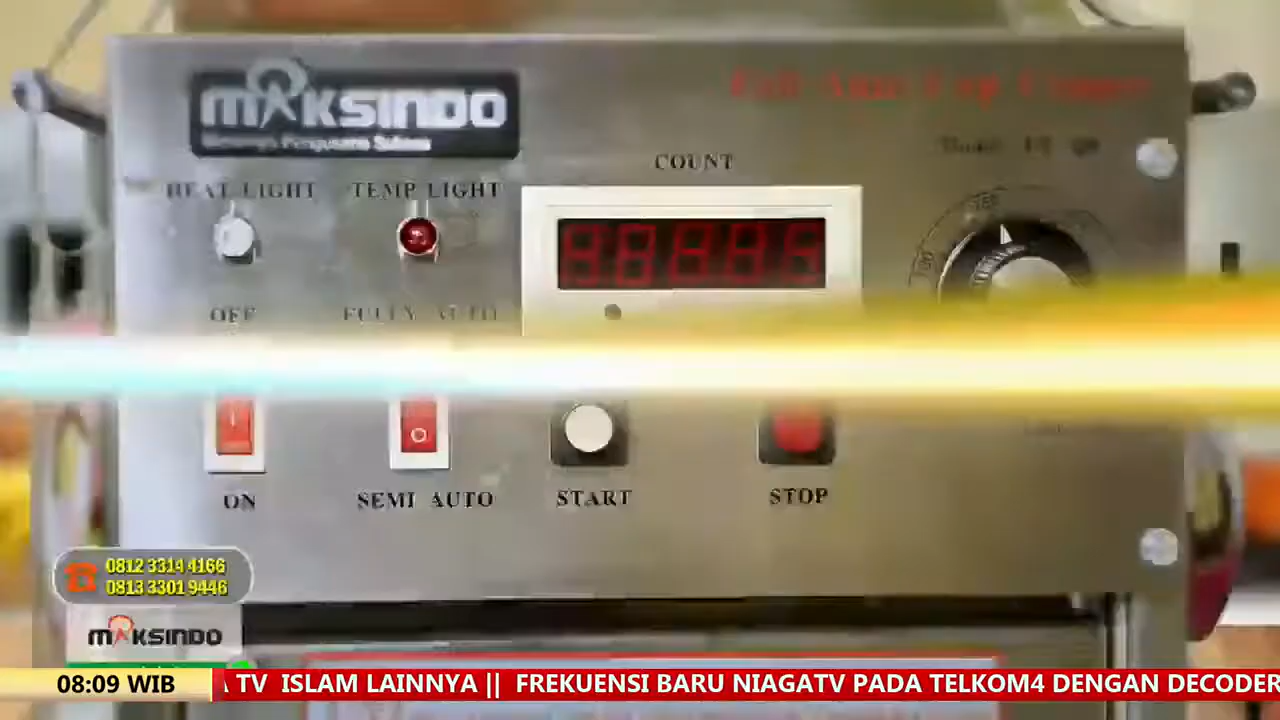 MAKSINDO
HEAT LIGHT
TEMP LIGHT
COUNT
OFF
FULLY AUTO
ON
SEMI AUTO
START
STOP
0812 3314 4166
0813 3301 9446
MAKSINDO
08:09 WIB
TV ISLAM LAINNYA || FREKUENSI BARU NIAGATV PADA TELKOM4 DENGAN DECODER